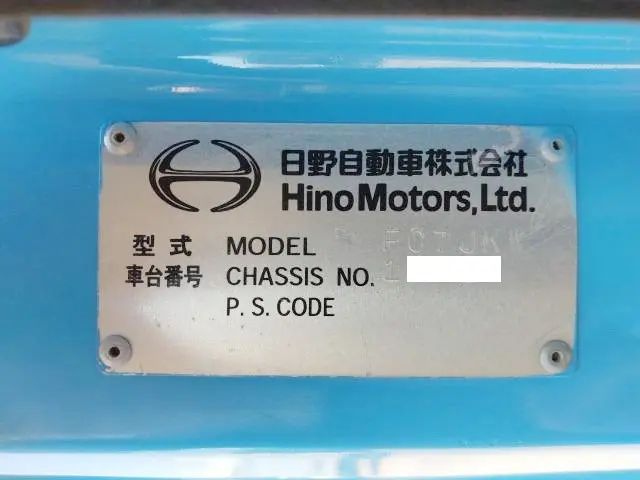 日野自動車株式会社
Hino Motors, Ltd.
型式 MODEL
車台番号 CHASSIS NO. 1
P.S.CODE